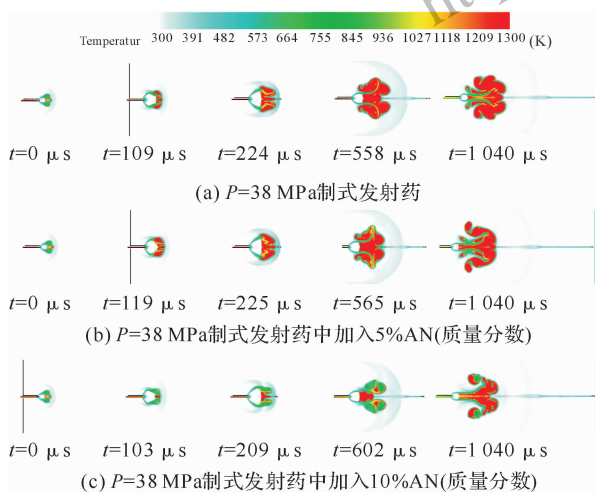 Temperatur 300 391 482 573 664 755 845 936 1027 1118 1209 1300 (K)
t=0 μs t=109 μs t=224 μs t=558 μs t=1 040 μs
(a) P=38 MPa制式发射药
t=0 μs t=119 μs t=225 μs t=565 μs t=1 040 μs
(b) P=38 MPa制式发射药中加入5%AN(质量分数)
t=0 μs t=103 μs t=209 μs t=602 μs t=1 040 μs
(c) P=38 MPa制式发射药中加入10%AN(质量分数)